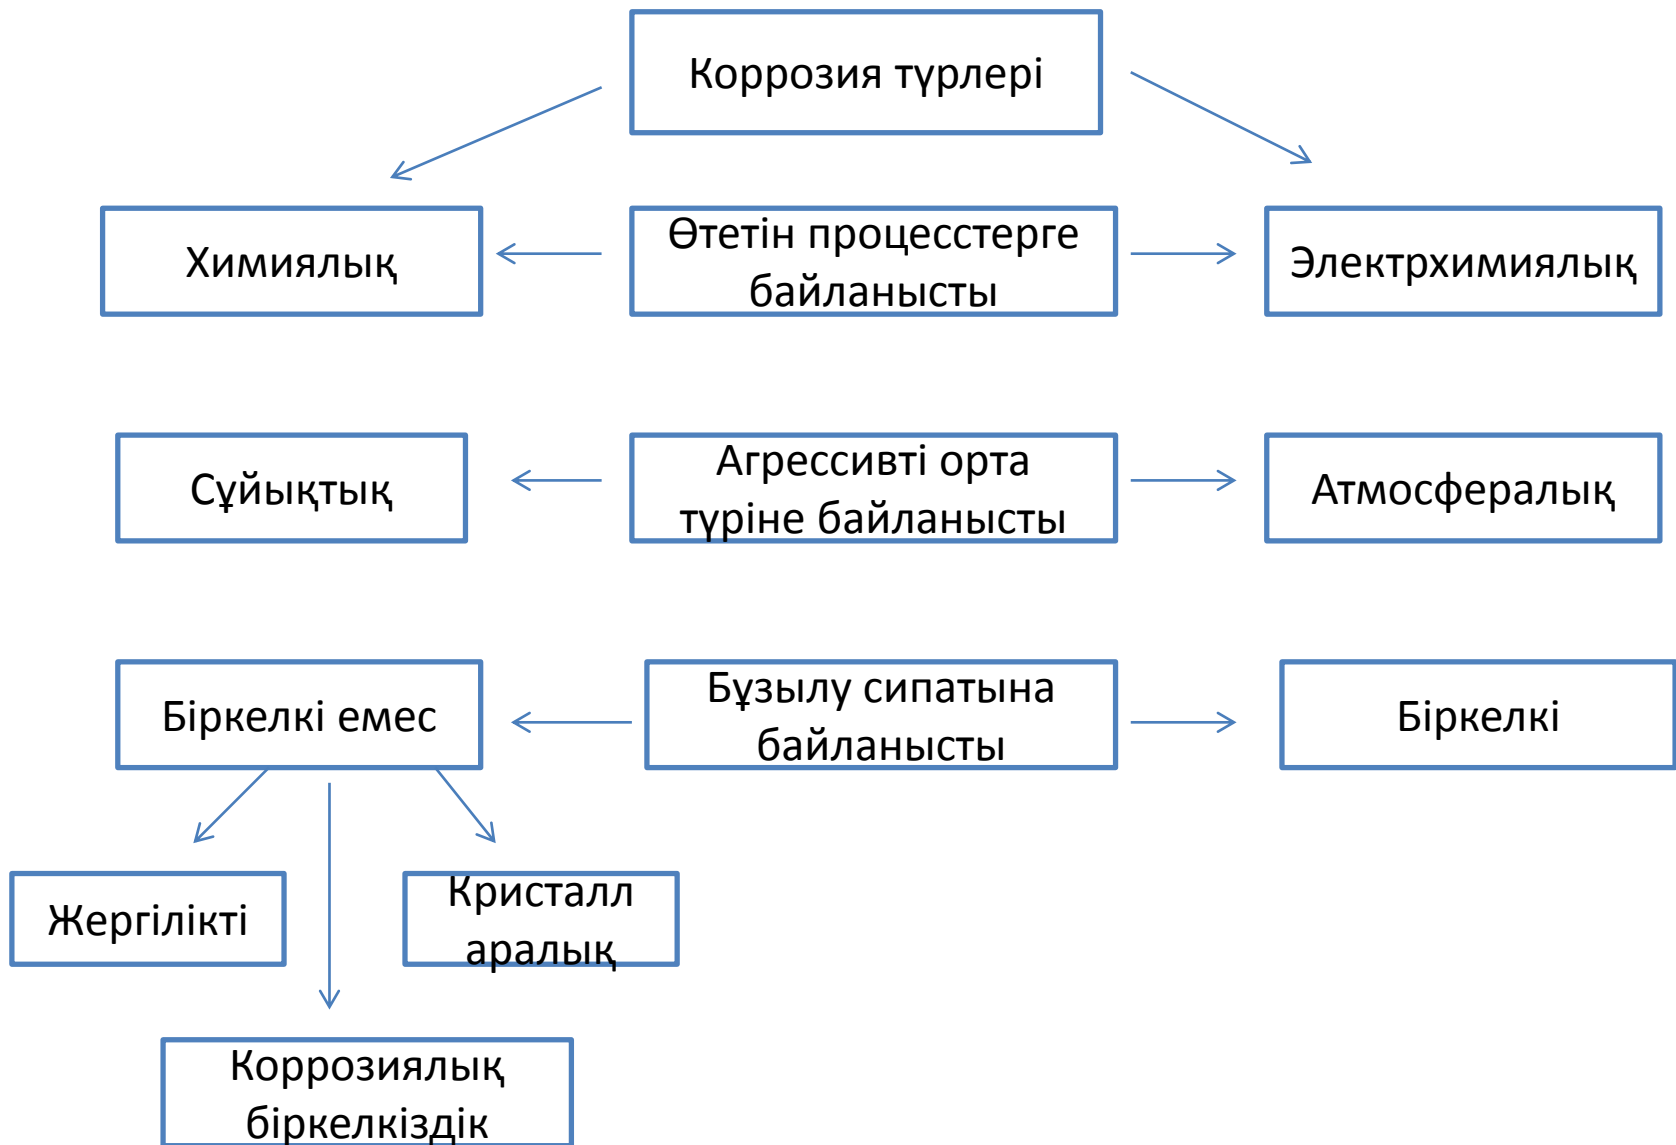 Коррозия түрлері
Химиялық
Өтетін процесстерге
байланысты
Электрхимиялық
Сұйықтық
Агрессивті орта
түріне байланысты
Атмосфералық
Біркелкі емес
Бұзылу сипатына
байланысты
Біркелкі
Жергілікті
Кристалл
аралық
Коррозиялық
біркелкіздік